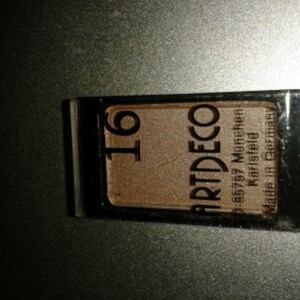 16
ARTDECO
D-85757 München
Karlsfeld
Made in Germany